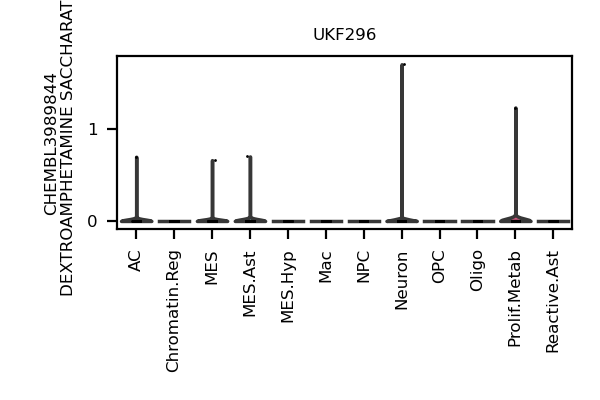 UKF296
CHEMBL3989844
DEXTROAMPHETAMINE SACCHARAT
1
0
AC
Chromatin.Reg
MES
MES.Ast
MES.Hyp
Mac
NPC
Neuron
OPC
Oligo
Prolif.Metab
Reactive.Ast